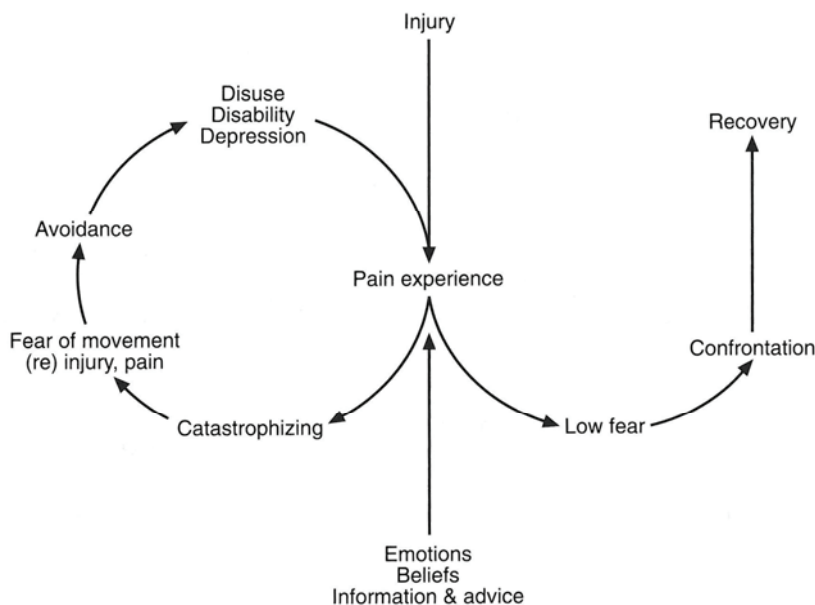 Injury
Disuse
Disability
Depression
Recovery
Avoidance
Pain experience
Fear of movement
(re) injury, pain
Confrontation
Catastrophizing
Low fear
Emotions
Beliefs
Information & advice